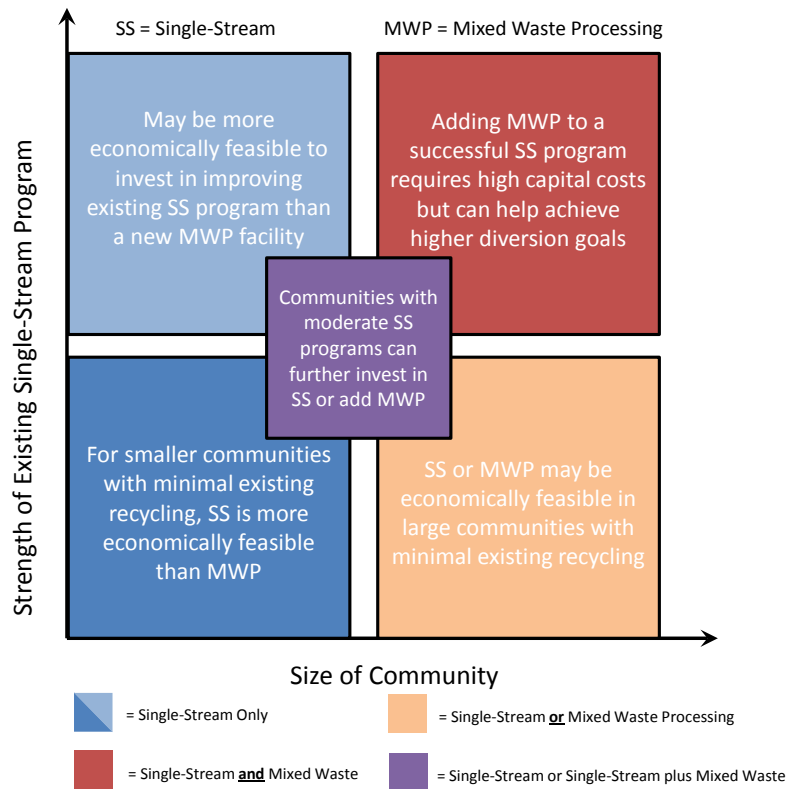 SS = Single-Stream
MWP = Mixed Waste Processing
Strength of Existing Single-Stream Program
May be more
economically feasible to
invest in improving
existing SS program than
a new MWP facility
Adding MWP to a
successful SS program
requires high capital costs
but can help achieve
higher diversion goals
Communities with
moderate SS
programs can
further invest in
SS or add MWP
For smaller communities
with minimal existing
recycling, SS is more
economically feasible
than MWP
SS or MWP may be
economically feasible in
large communities with
minimal existing recycling
Size of Community
= Single-Stream Only
= Single-Stream or Mixed Waste Processing
= Single-Stream and Mixed Waste
= Single-Stream or Single-Stream plus Mixed Waste